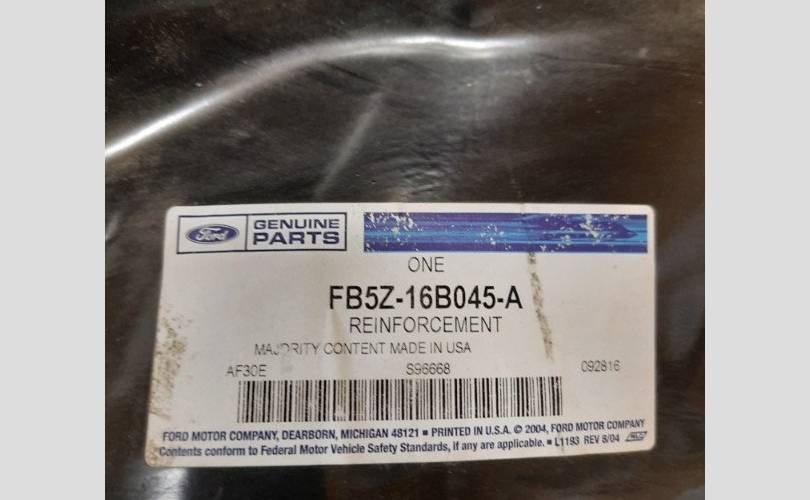 Ford GENUINE PARTS
ONE
FB5Z-16B045-A
REINFORCEMENT
MAJORITY CONTENT MADE IN USA
AF30E S96668 092816
FORD MOTOR COMPANY, DEARBORN, MICHIGAN 48121 ■ PRINTED IN U.S.A. © 2004, FORD MOTOR COMPANY
Contents conform to Federal Motor Vehicle Safety Standards, if any are applicable. ■ L1193 REV 8/04